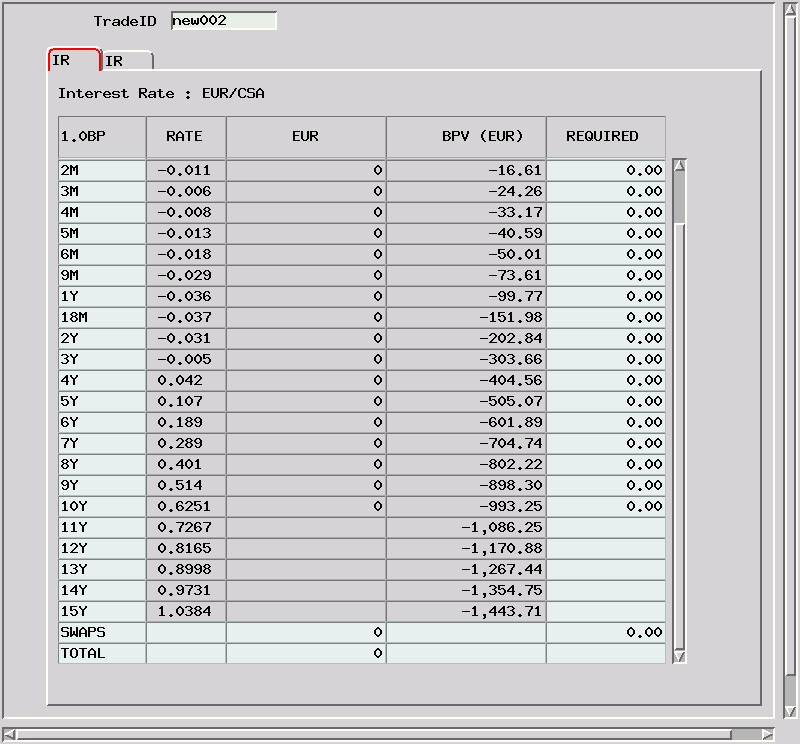 TradeID new002
IR IR
Interest Rate : EUR/CSA
1.0BP RATE EUR BPV (EUR) REQUIRED
2M -0.011 0 -16.61 0.00
3M -0.006 0 -24.26 0.00
4M -0.008 0 -33.17 0.00
5M -0.013 0 -40.59 0.00
6M -0.018 0 -50.01 0.00
9M -0.029 0 -73.61 0.00
1Y -0.036 0 -99.77 0.00
18M -0.037 0 -151.98 0.00
2Y -0.031 0 -202.84 0.00
3Y -0.005 0 -303.66 0.00
4Y 0.042 0 -404.56 0.00
5Y 0.107 0 -505.07 0.00
6Y 0.189 0 -601.89 0.00
7Y 0.289 0 -704.74 0.00
8Y 0.401 0 -802.22 0.00
9Y 0.514 0 -898.30 0.00
10Y 0.6251 0 -993.25 0.00
11Y 0.7267 -1,086.25
12Y 0.8165 -1,170.88
13Y 0.8998 -1,267.44
14Y 0.9731 -1,354.75
15Y 1.0384 -1,443.71
SWAPS 0 0.00
TOTAL 0